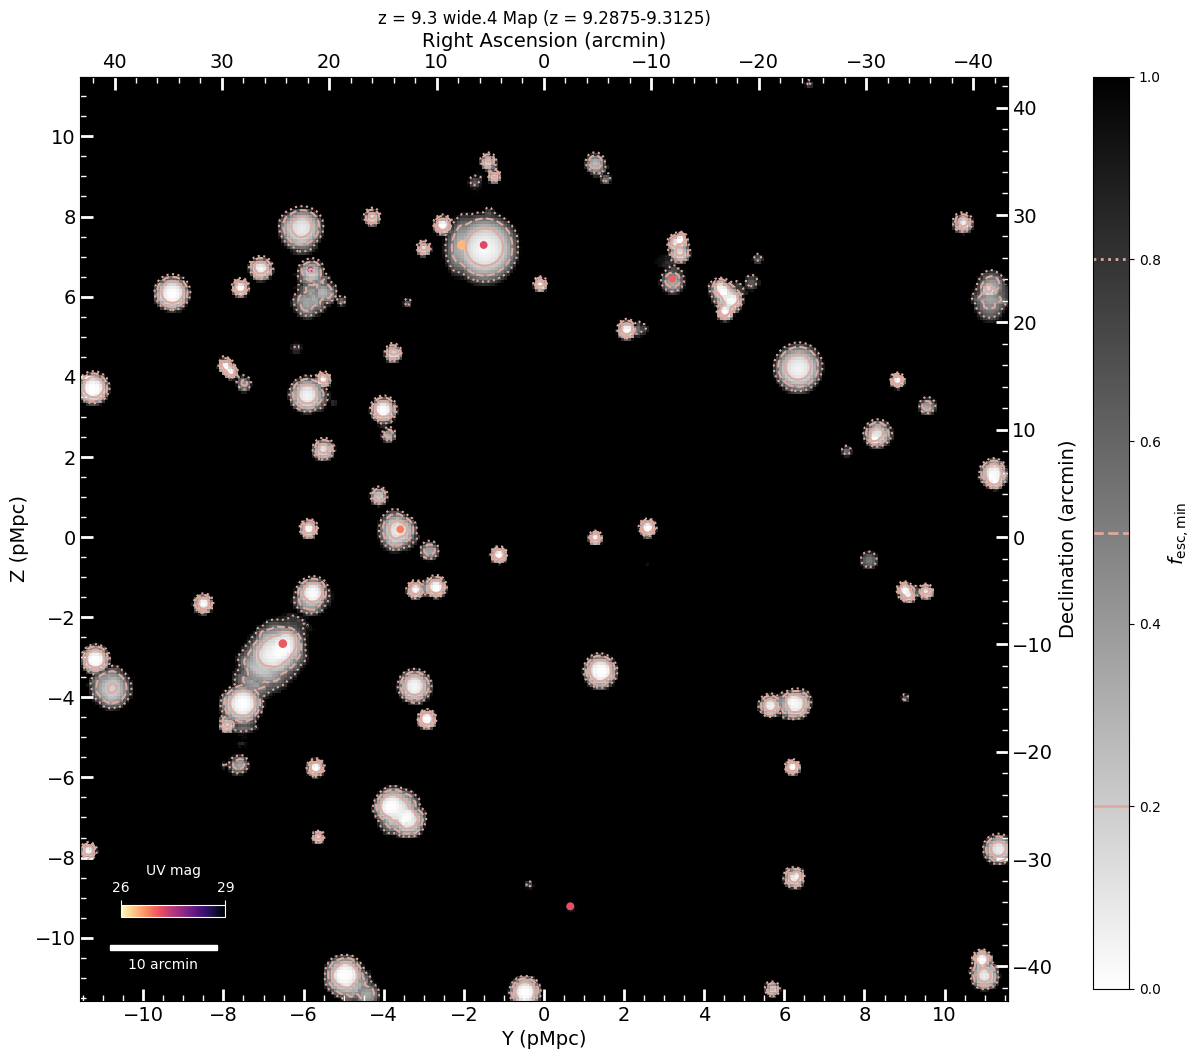 z = 9.3 wide.4 Map (z = 9.2875-9.3125)
Right Ascension (arcmin)
40 30 20 10 0 −10 −20 −30 −40
10
8
6
4
2
0
−2
−4
−6
−8
−10
Z (pMpc)
UV mag
26 29
10 arcmin
−10 −8 −6 −4 −2 0 2 4 6 8 10
Y (pMpc)
40
30
20
10
0
−10
−20
−30
−40
Declination (arcmin)
1.0
0.8
0.6
0.4
0.2
0.0
fesc,min